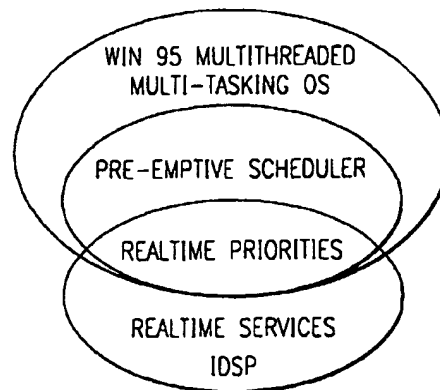 WIN 95 MULTITHREADED
MULTI-TASKING OS
PRE-EMPTIVE SCHEDULER
REALTIME PRIORITIES
REALTIME SERVICES
IDSP